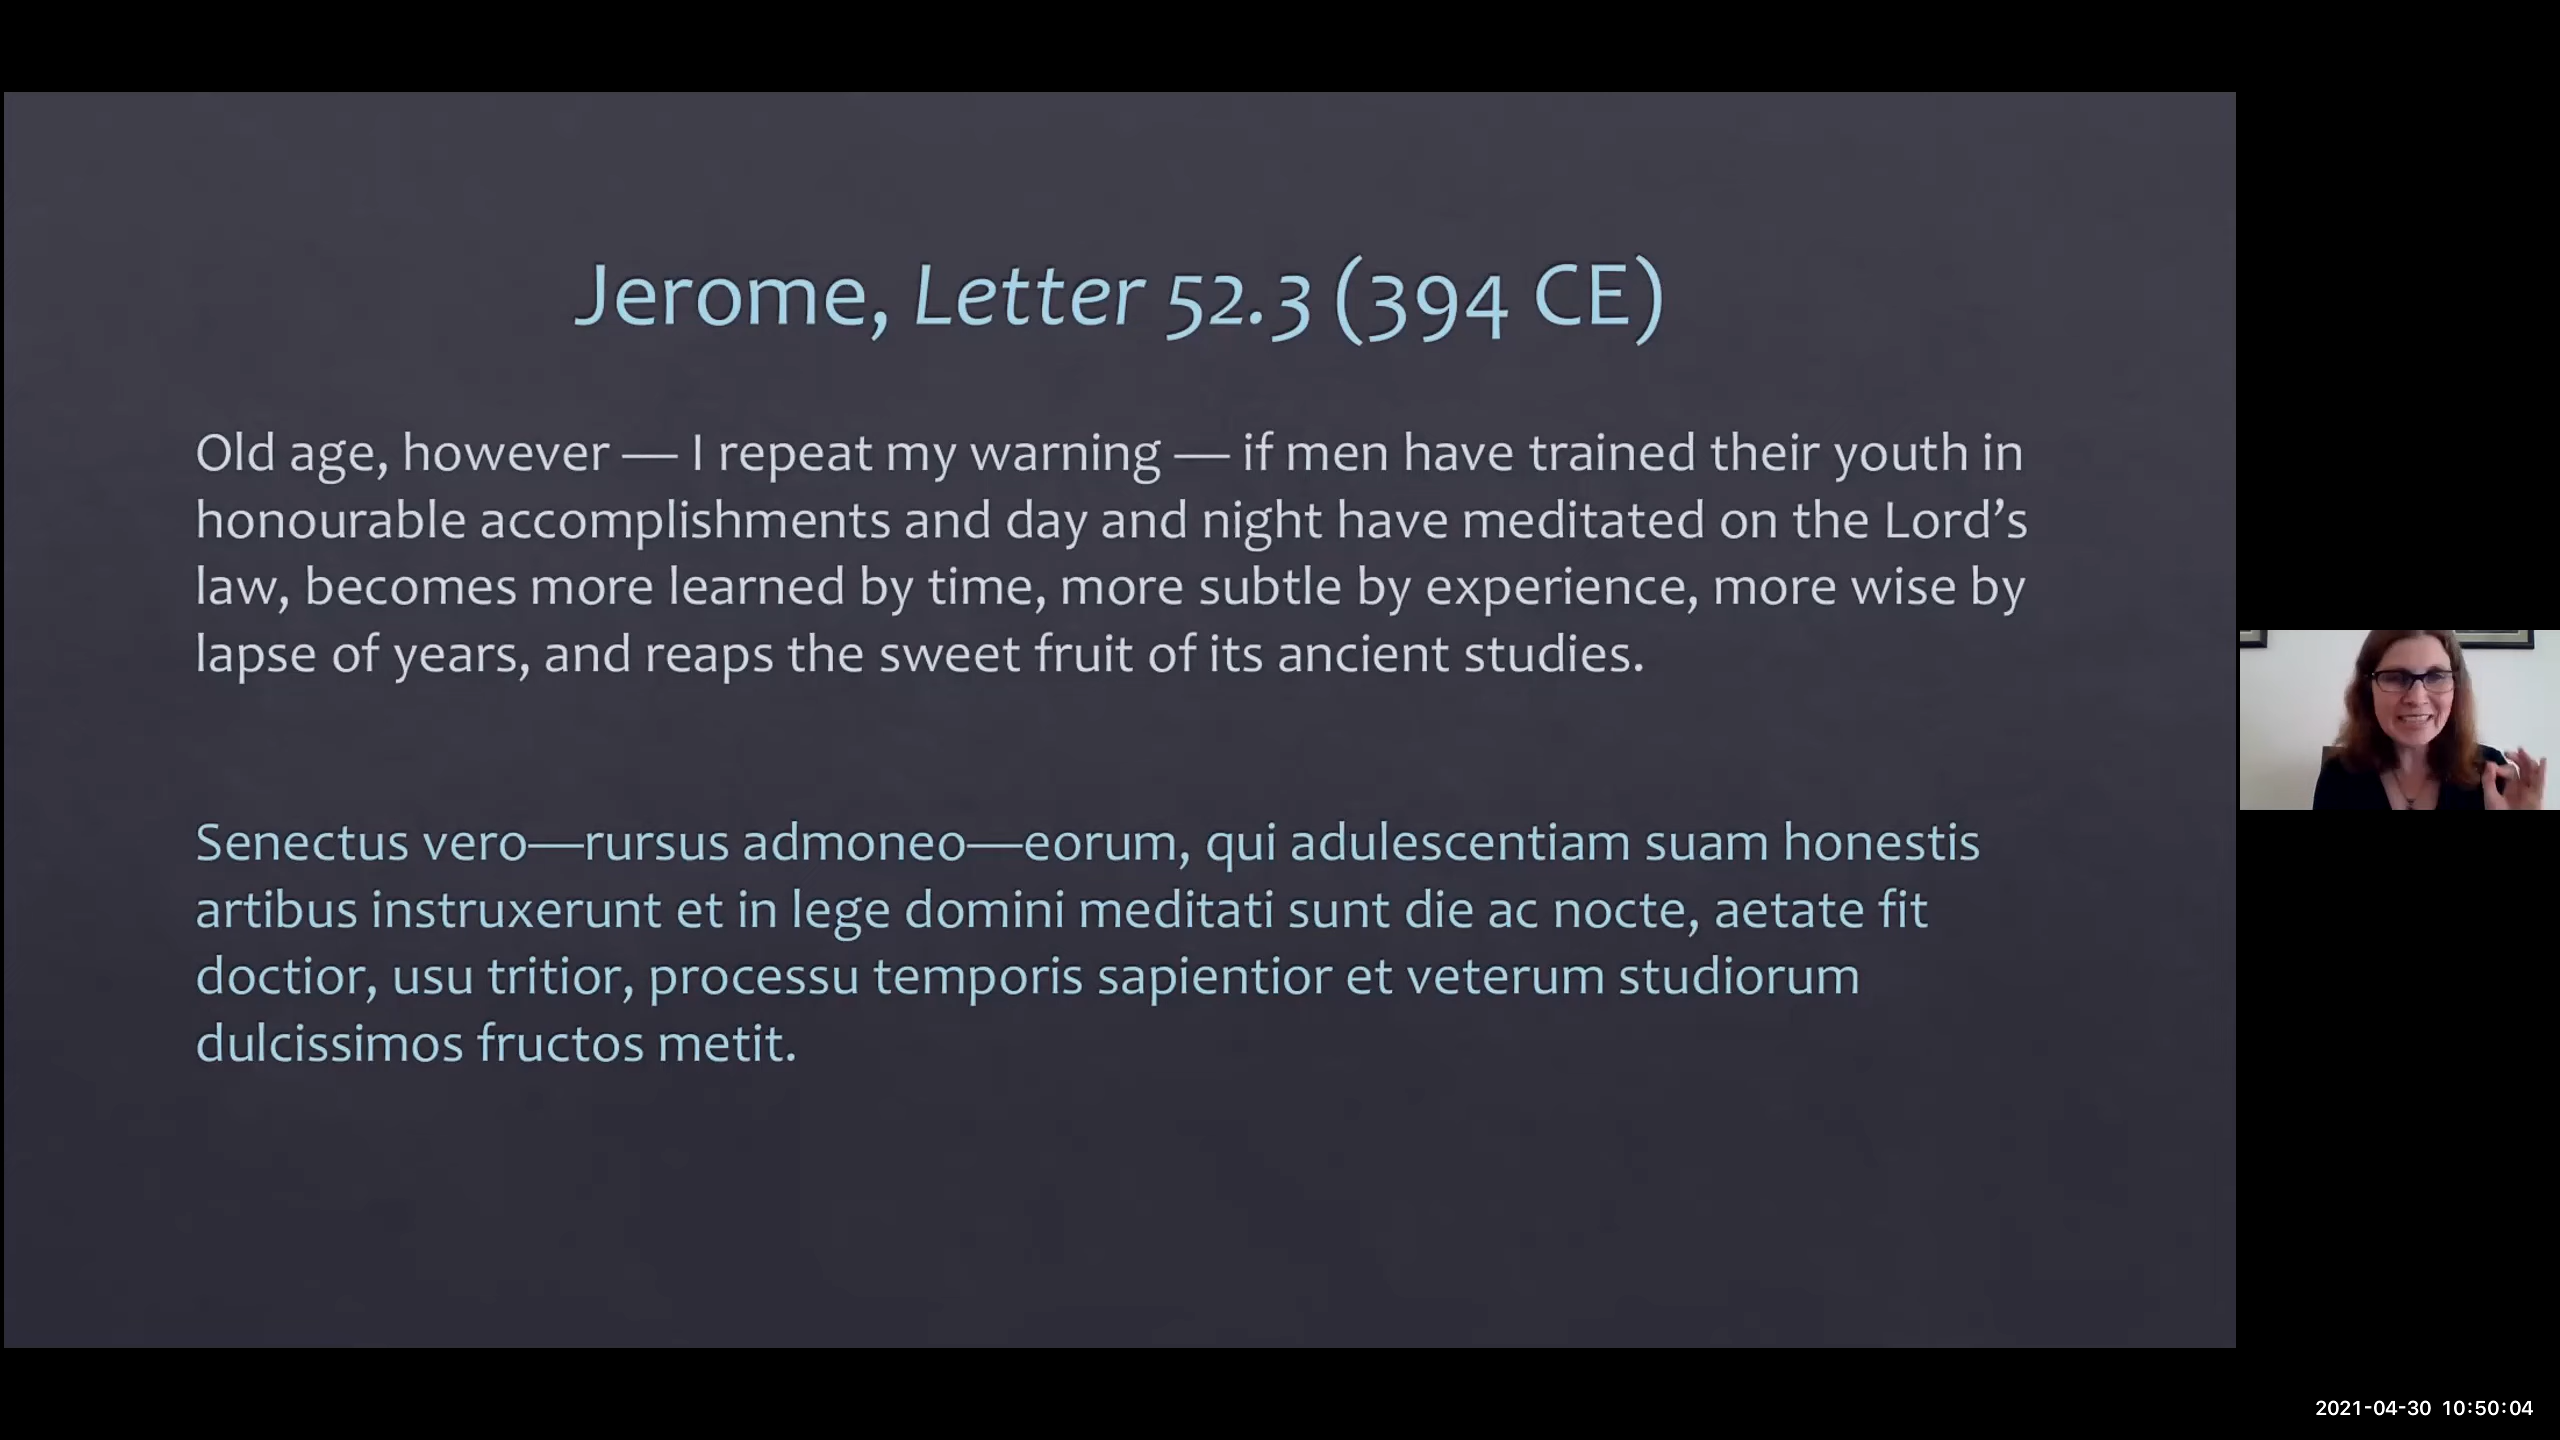 Jerome, Letter 52.3 (394 CE)
Old age, however — I repeat my warning — if men have trained their youth in
honourable accomplishments and day and night have meditated on the Lord’s
law, becomes more learned by time, more subtle by experience, more wise by
lapse of years, and reaps the sweet fruit of its ancient studies.
Senectus vero—rursus admoneo—eorum, qui adulescentiam suam honestis
artibus instruxerunt et in lege domini meditati sunt die ac nocte, aetate fit
doctior, usu tritior, processu temporis sapientior et veterum studiorum
dulcissimos fructos metit.
2021-04-30 10:50:04